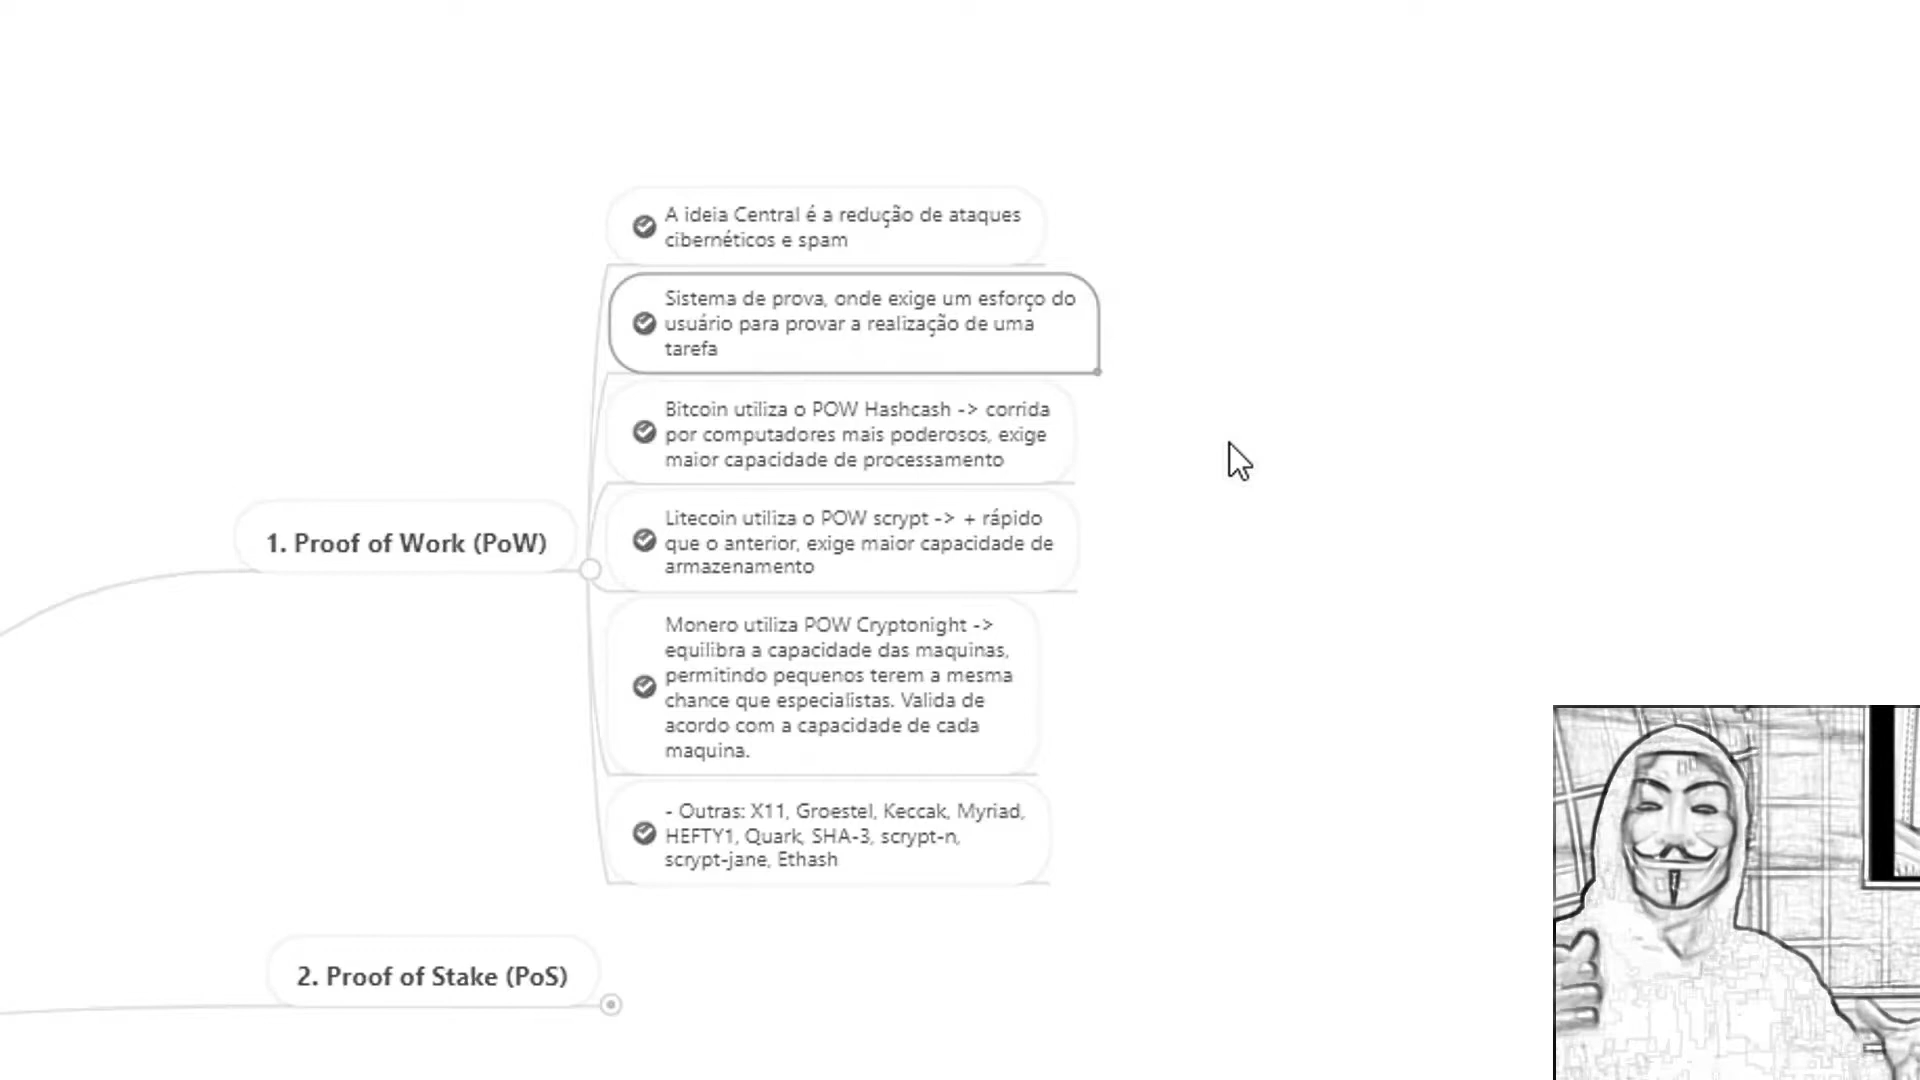 A ideia Central é a redução de ataques
cibernéticos e spam
Sistema de prova, onde exige um esforço do
usuário para provar a realização de uma
tarefa
Bitcoin utiliza o POW Hashcash -> corrida
por computadores mais poderosos, exige
maior capacidade de processamento
1. Proof of Work (PoW)
Litecoin utiliza o POW scrypt -> + rápido
que o anterior, exige maior capacidade de
armazenamento
Monero utiliza POW Cryptonight ->
equilibra a capacidade das maquinas,
permitindo pequenos terem a mesma
chance que especialistas. Valida de
acordo com a capacidade de cada
maquina.
- Outras: X11, Groestel, Keccak, Myriad,
HEFTY1, Quark, SHA-3, scrypt-n,
scrypt-jane, Ethash
2. Proof of Stake (PoS)